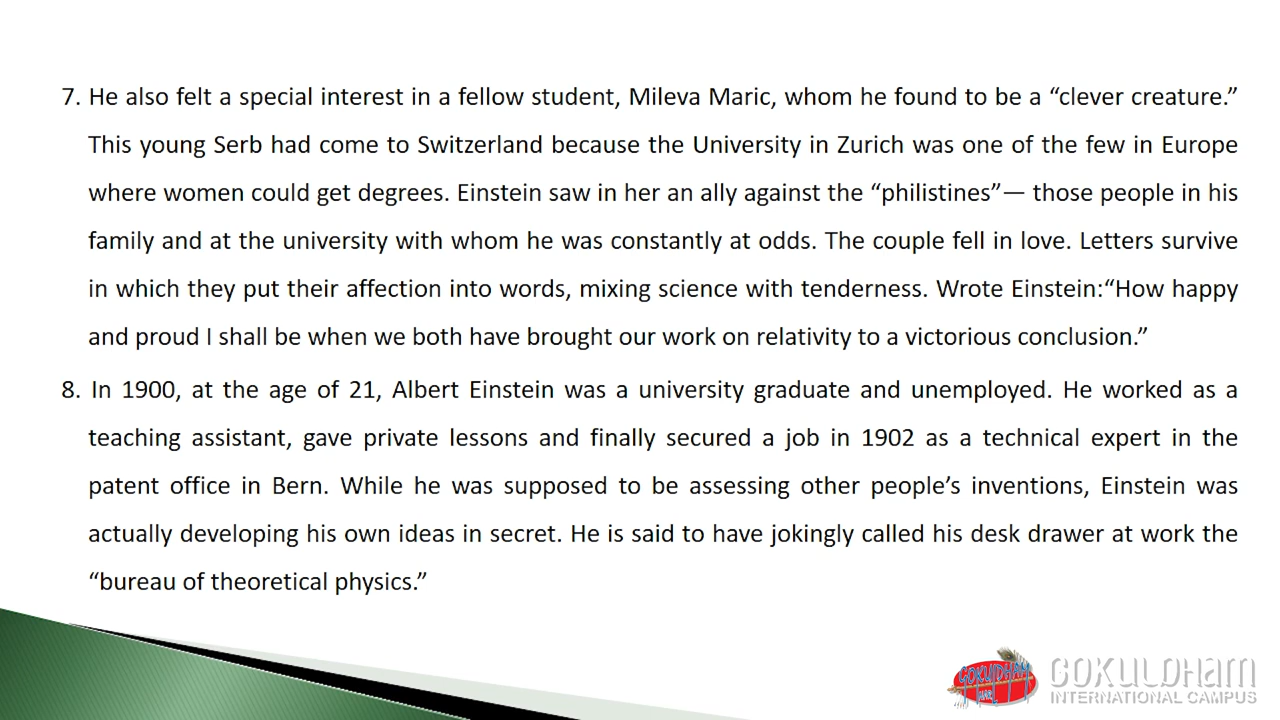 7. He also felt a special interest in a fellow student, Mileva Maric, whom he found to be a “clever creature.”
This young Serb had come to Switzerland because the University in Zurich was one of the few in Europe
where women could get degrees. Einstein saw in her an ally against the “philistines”— those people in his
family and at the university with whom he was constantly at odds. The couple fell in love. Letters survive
in which they put their affection into words, mixing science with tenderness. Wrote Einstein:“How happy
and proud I shall be when we both have brought our work on relativity to a victorious conclusion.”
8. In 1900, at the age of 21, Albert Einstein was a university graduate and unemployed. He worked as a
teaching assistant, gave private lessons and finally secured a job in 1902 as a technical expert in the
patent office in Bern. While he was supposed to be assessing other people’s inventions, Einstein was
actually developing his own ideas in secret. He is said to have jokingly called his desk drawer at work the
“bureau of theoretical physics.”
GOKULDHAM
NAR
GOKULDHAM
INTERNATIONAL CAMPUS